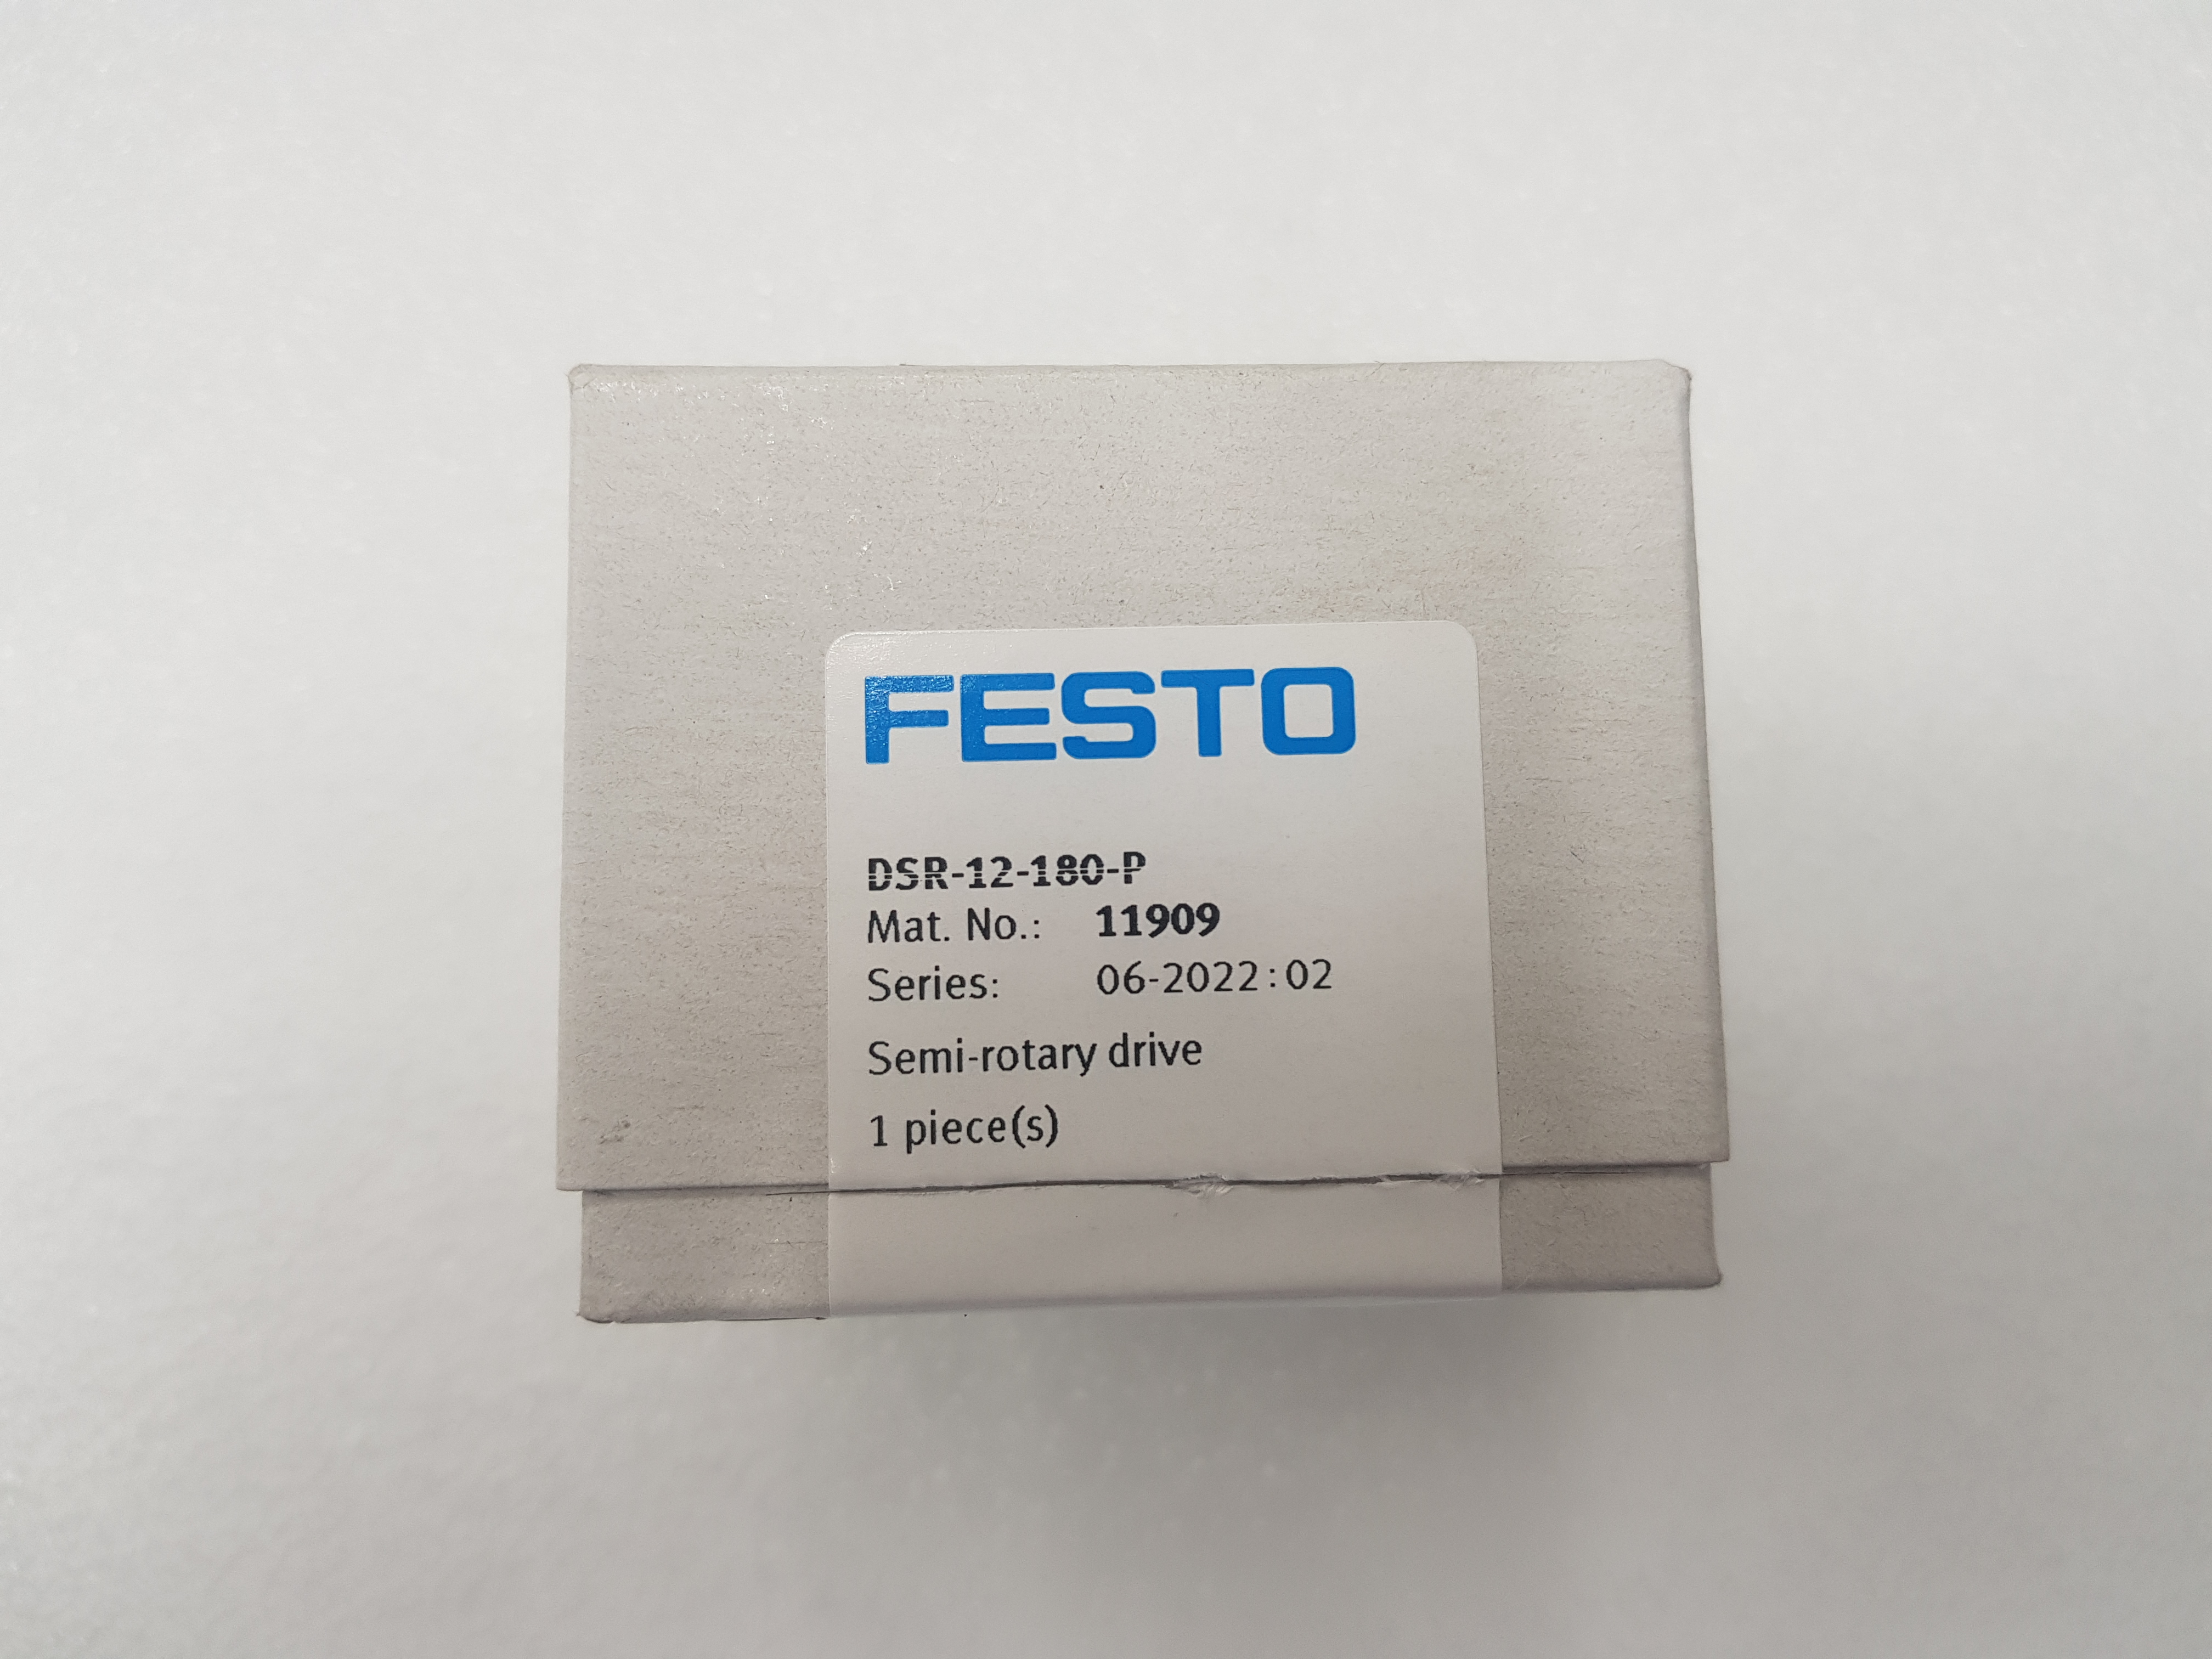 FESTO
DSR-12-180-P
Mat. No.: 11909
Series: 06-2022:02
Semi-rotary drive
1 piece(s)